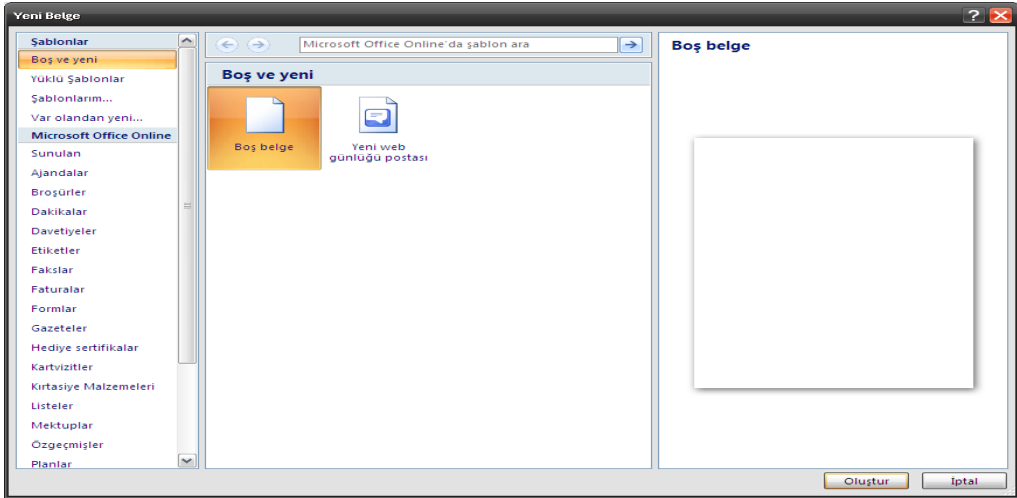 Yeni Belge
Şablonlar
Boş ve yeni
Yüklü Şablonlar
Şablonlarım...
Var olandan yeni...
Microsoft Office Online
Sunulan
Ajandalar
Broşürler
Dakikalar
Davetiyeler
Etiketler
Fakslar
Faturalar
Formlar
Gazeteler
Hediye sertifikalar
Kartvizitler
Kırtasiye Malzemeleri
Listeler
Mektuplar
Özgeçmişler
Planlar
Microsoft Office Online'da şablon ara
Boş ve yeni
Boş belge
Yeni web
günlüğü postası
Boş belge
Oluştur
İptal